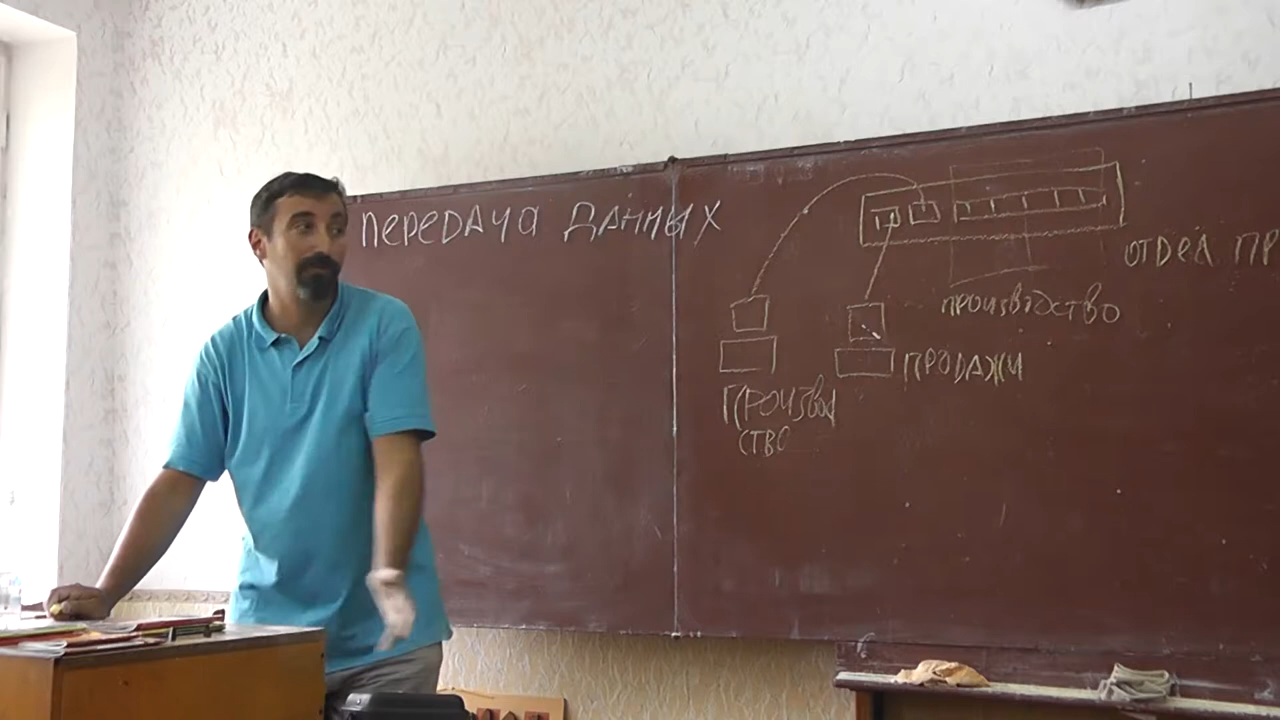 ПЕРЕДАЧА ДАННЫХ
ОТДЕЛ ПР
ПРОИЗВОДСТВО
ПРОДАЖИ
ПРОИЗВОД
СТВО